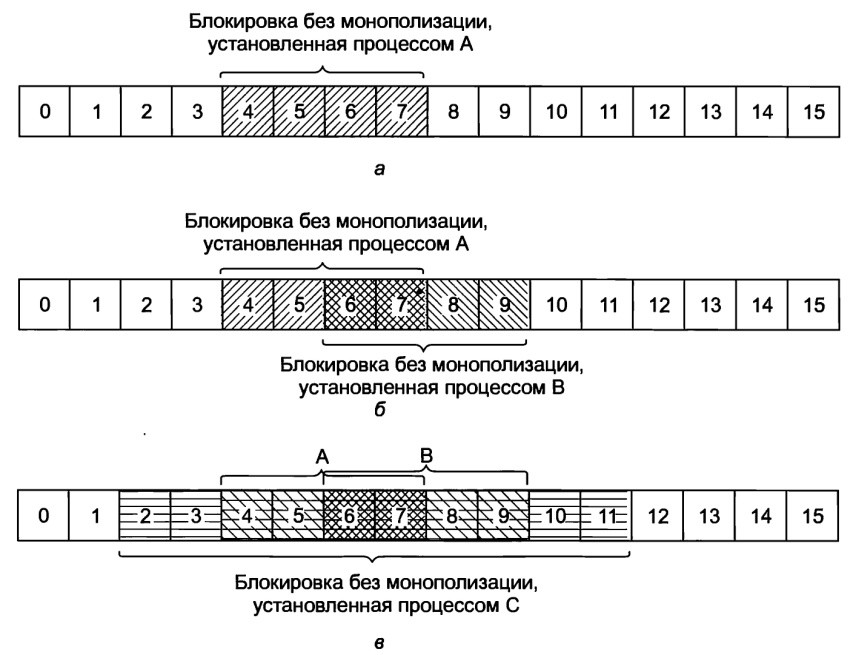 Блокировка без монополизации,
установленная процессом А
0 1 2 3 4 5 6 7 8 9 10 11 12 13 14 15
а
Блокировка без монополизации,
установленная процессом А
0 1 2 3 4 5 6 7 8 9 10 11 12 13 14 15
Блокировка без монополизации,
установленная процессом В
б
А В
0 1 2 3 4 5 6 7 8 9 10 11 12 13 14 15
Блокировка без монополизации,
установленная процессом С
в